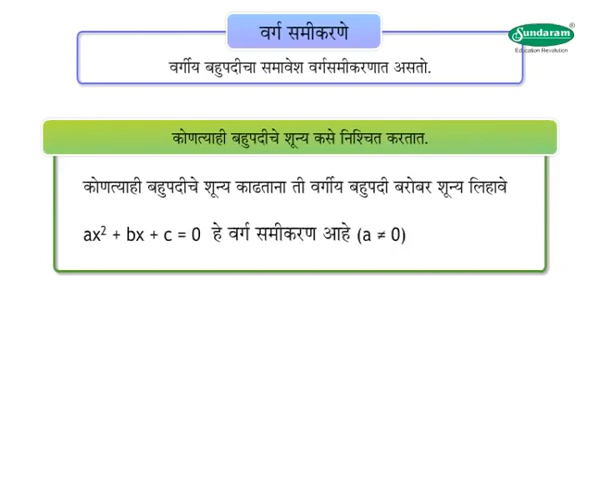 वर्ग समीकरणे
Sundaram
®
Education Revolution
वर्गीय बहुपदीचा समावेश वर्गसमीकरणात असतो.
कोणत्याही बहुपदीचे शून्य कसे निश्चित करतात.
कोणत्याही बहुपदीचे शून्य काढताना ती वर्गीय बहुपदी बरोबर शून्य लिहावे
ax² + bx + c = 0 हे वर्ग समीकरण आहे (a ≠ 0)